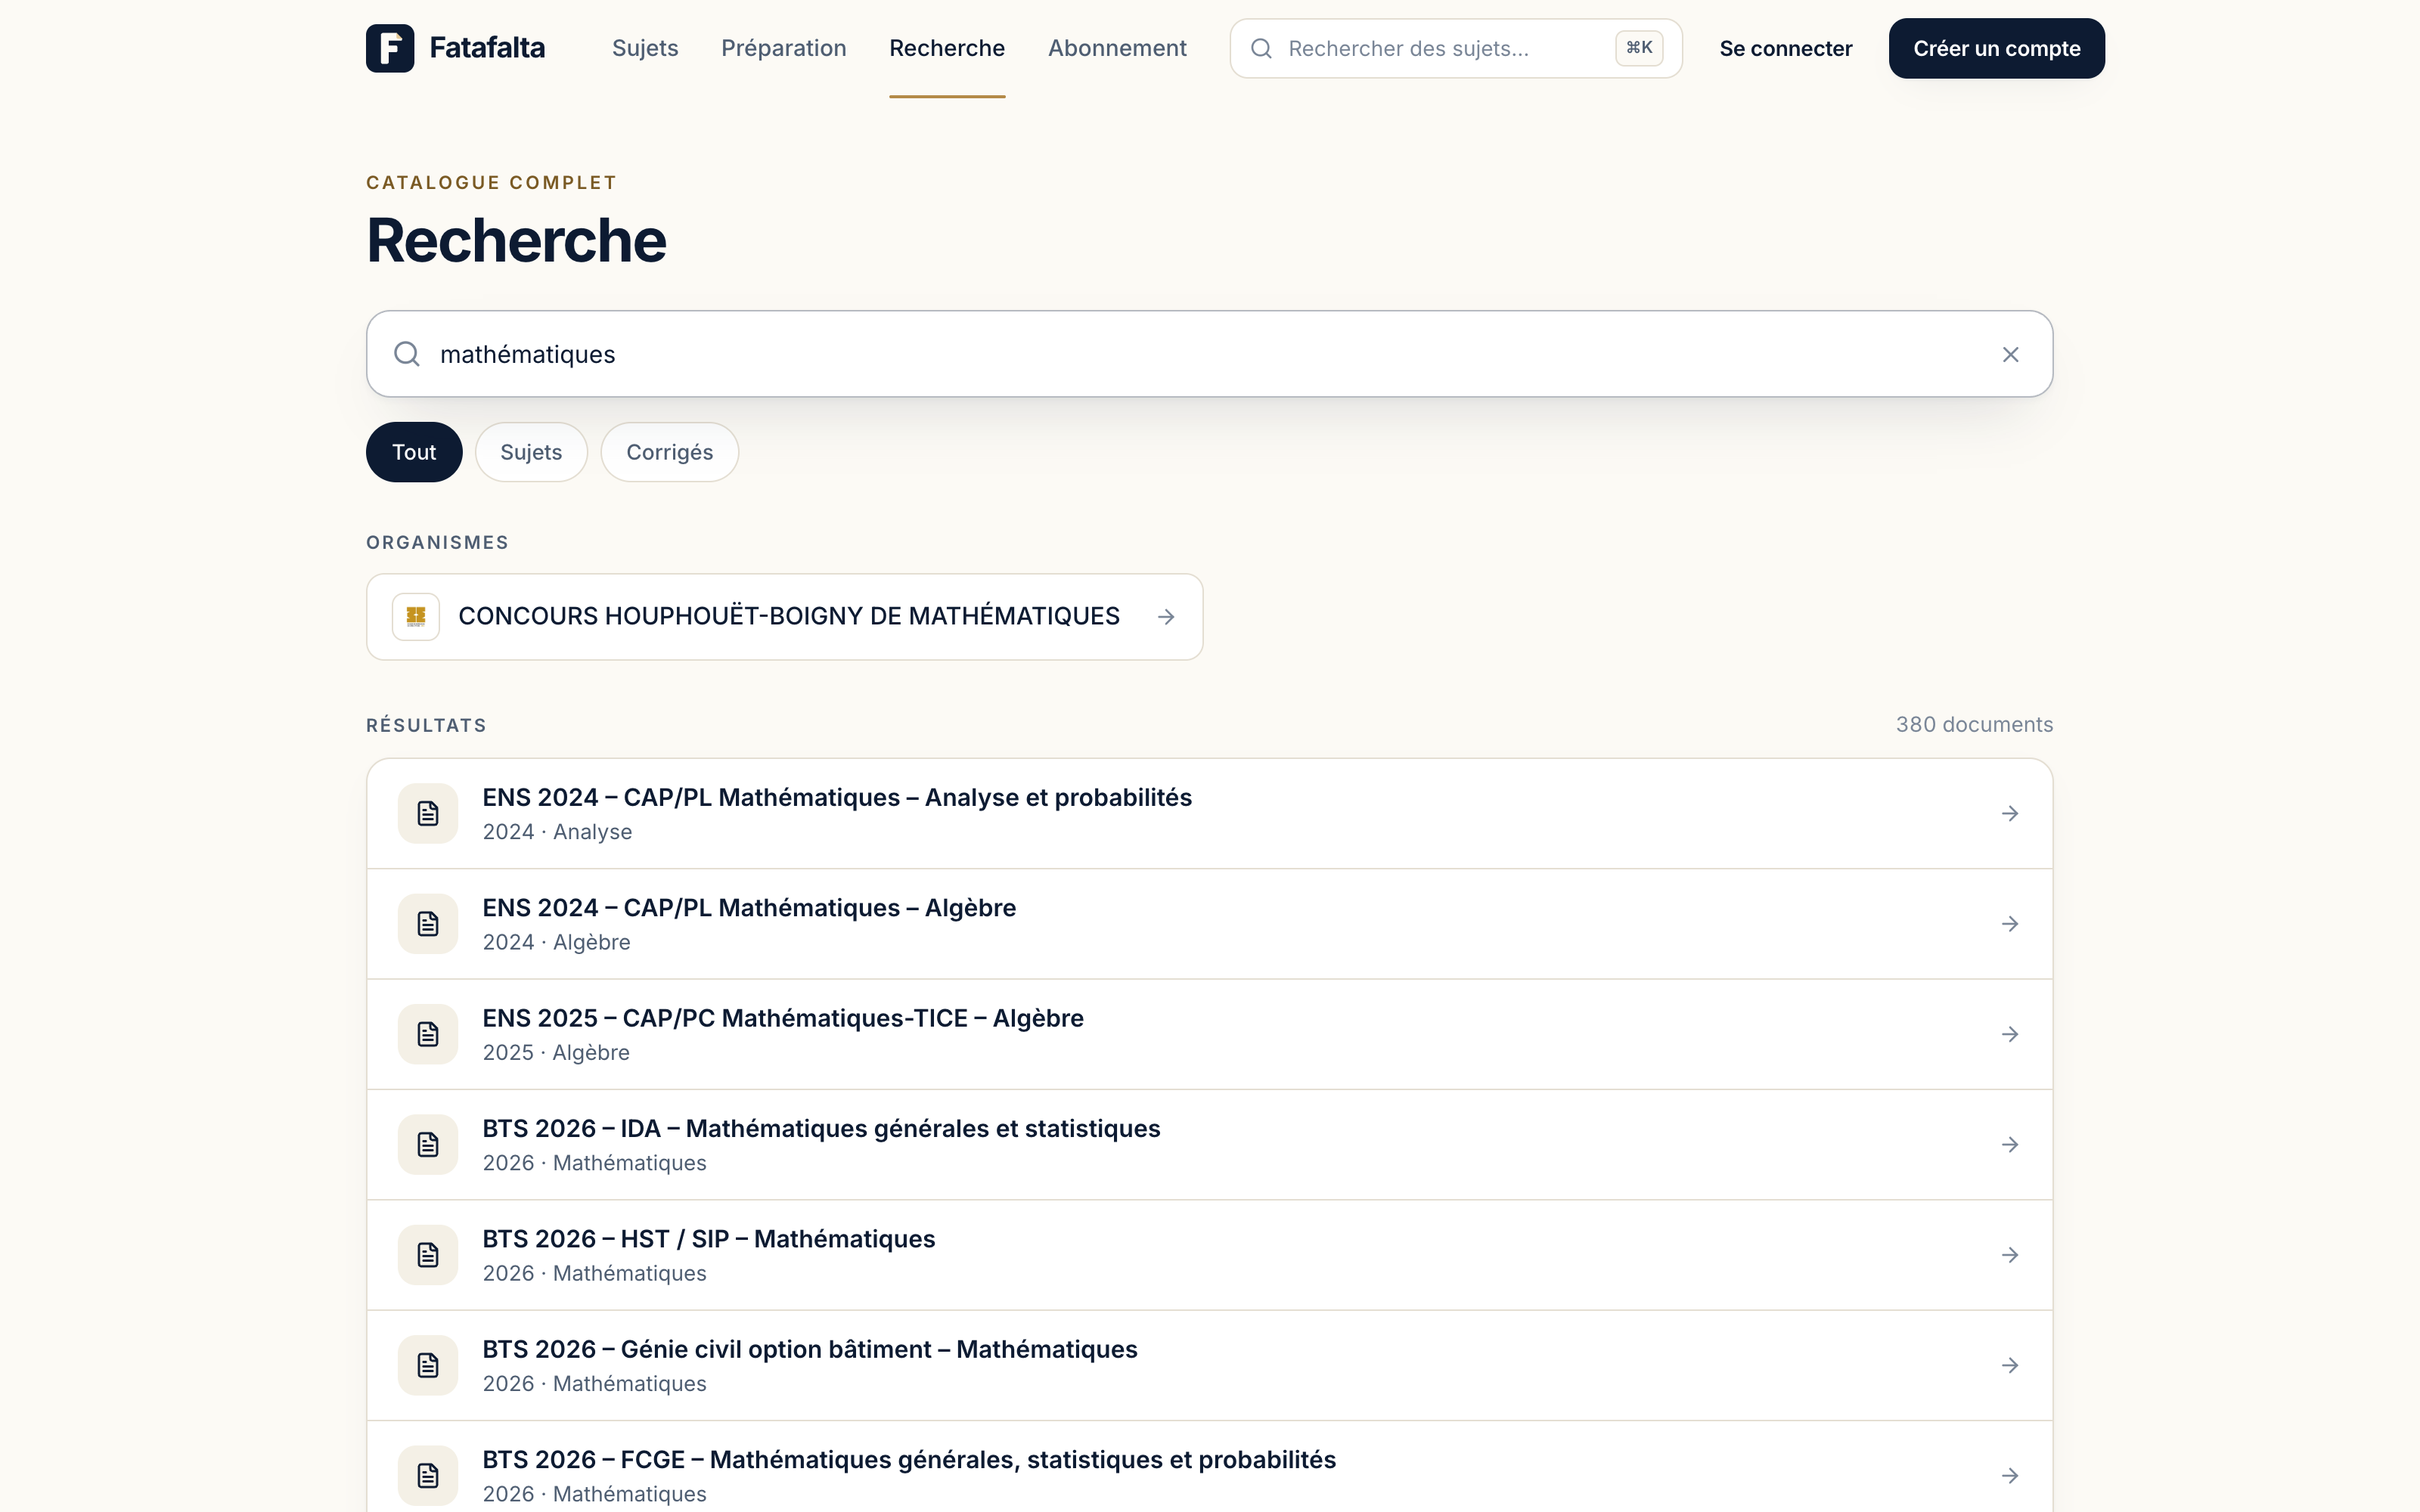 Fatafalta
Sujets
Préparation
Recherche
Abonnement
Rechercher des sujets...
⌘K
Se connecter
Créer un compte
CATALOGUE COMPLET
Recherche
mathématiques
Tout
Sujets
Corrigés
ORGANISMES
CONCOURS HOUPHOUËT-BOIGNY DE MATHÉMATIQUES
RÉSULTATS
380 documents
ENS 2024 – CAP/PL Mathématiques – Analyse et probabilités
2024 · Analyse
ENS 2024 – CAP/PL Mathématiques – Algèbre
2024 · Algèbre
ENS 2025 – CAP/PC Mathématiques-TICE – Algèbre
2025 · Algèbre
BTS 2026 – IDA – Mathématiques générales et statistiques
2026 · Mathématiques
BTS 2026 – HST / SIP – Mathématiques
2026 · Mathématiques
BTS 2026 – Génie civil option bâtiment – Mathématiques
2026 · Mathématiques
BTS 2026 – FCGE – Mathématiques générales, statistiques et probabilités
2026 · Mathématiques